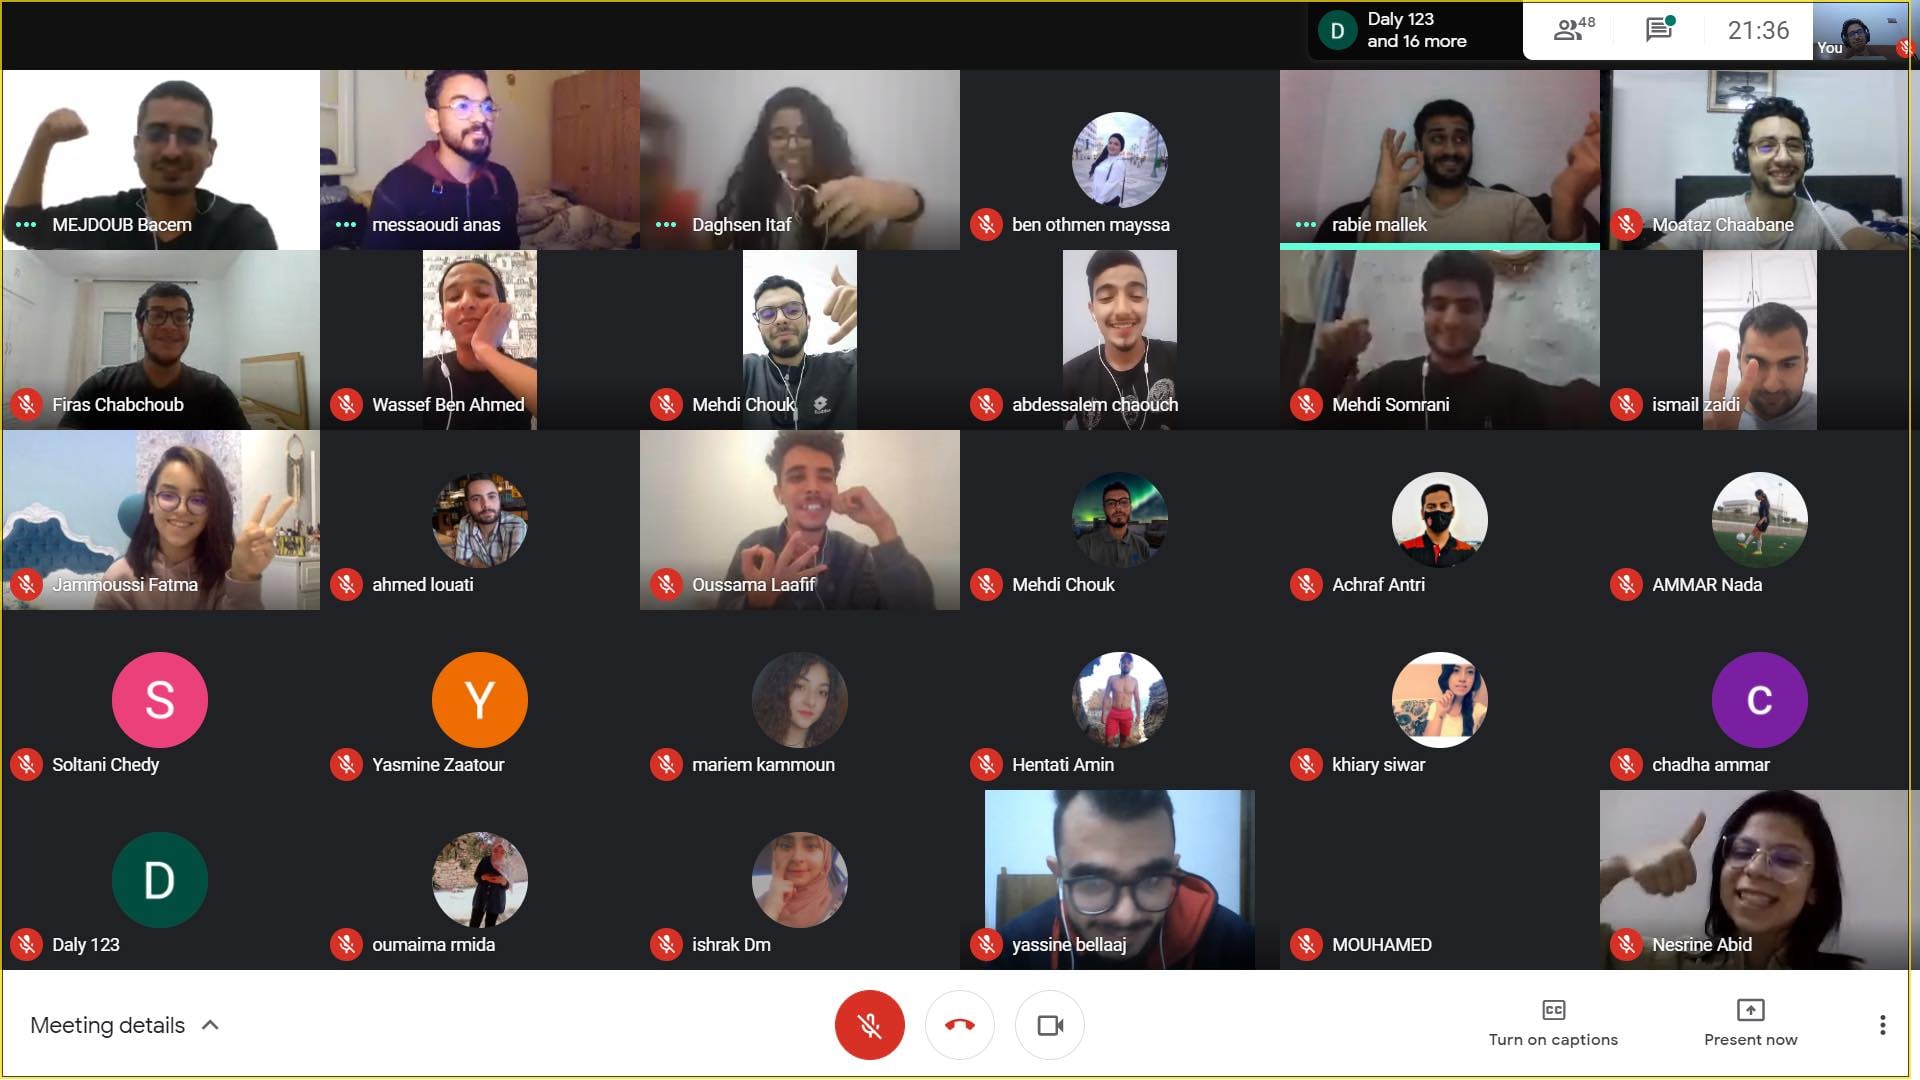 D
Daly 123
and 16 more
48
21:36
You
MEJDOUB Bacem
messaoudi anas
Daghsen Itaf
ben othmen mayssa
rabie mallek
Moataz Chaabane
Firas Chabchoub
Wassef Ben Ahmed
Mehdi Chouk
abdessalem chaouch
Mehdi Somrani
ismail zaidi
Jammoussi Fatma
ahmed louati
Oussama Laafif
Mehdi Chouk
Achraf Antri
AMMAR Nada
S
Y
C
Soltani Chedy
Yasmine Zaatour
mariem kammoun
Hentati Amin
khiary siwar
chadha ammar
D
Daly 123
oumaima rmida
ishrak Dm
yassine bellaaj
MOUHAMED
Nesrine Abid
Meeting details
CC
Turn on captions
Present now